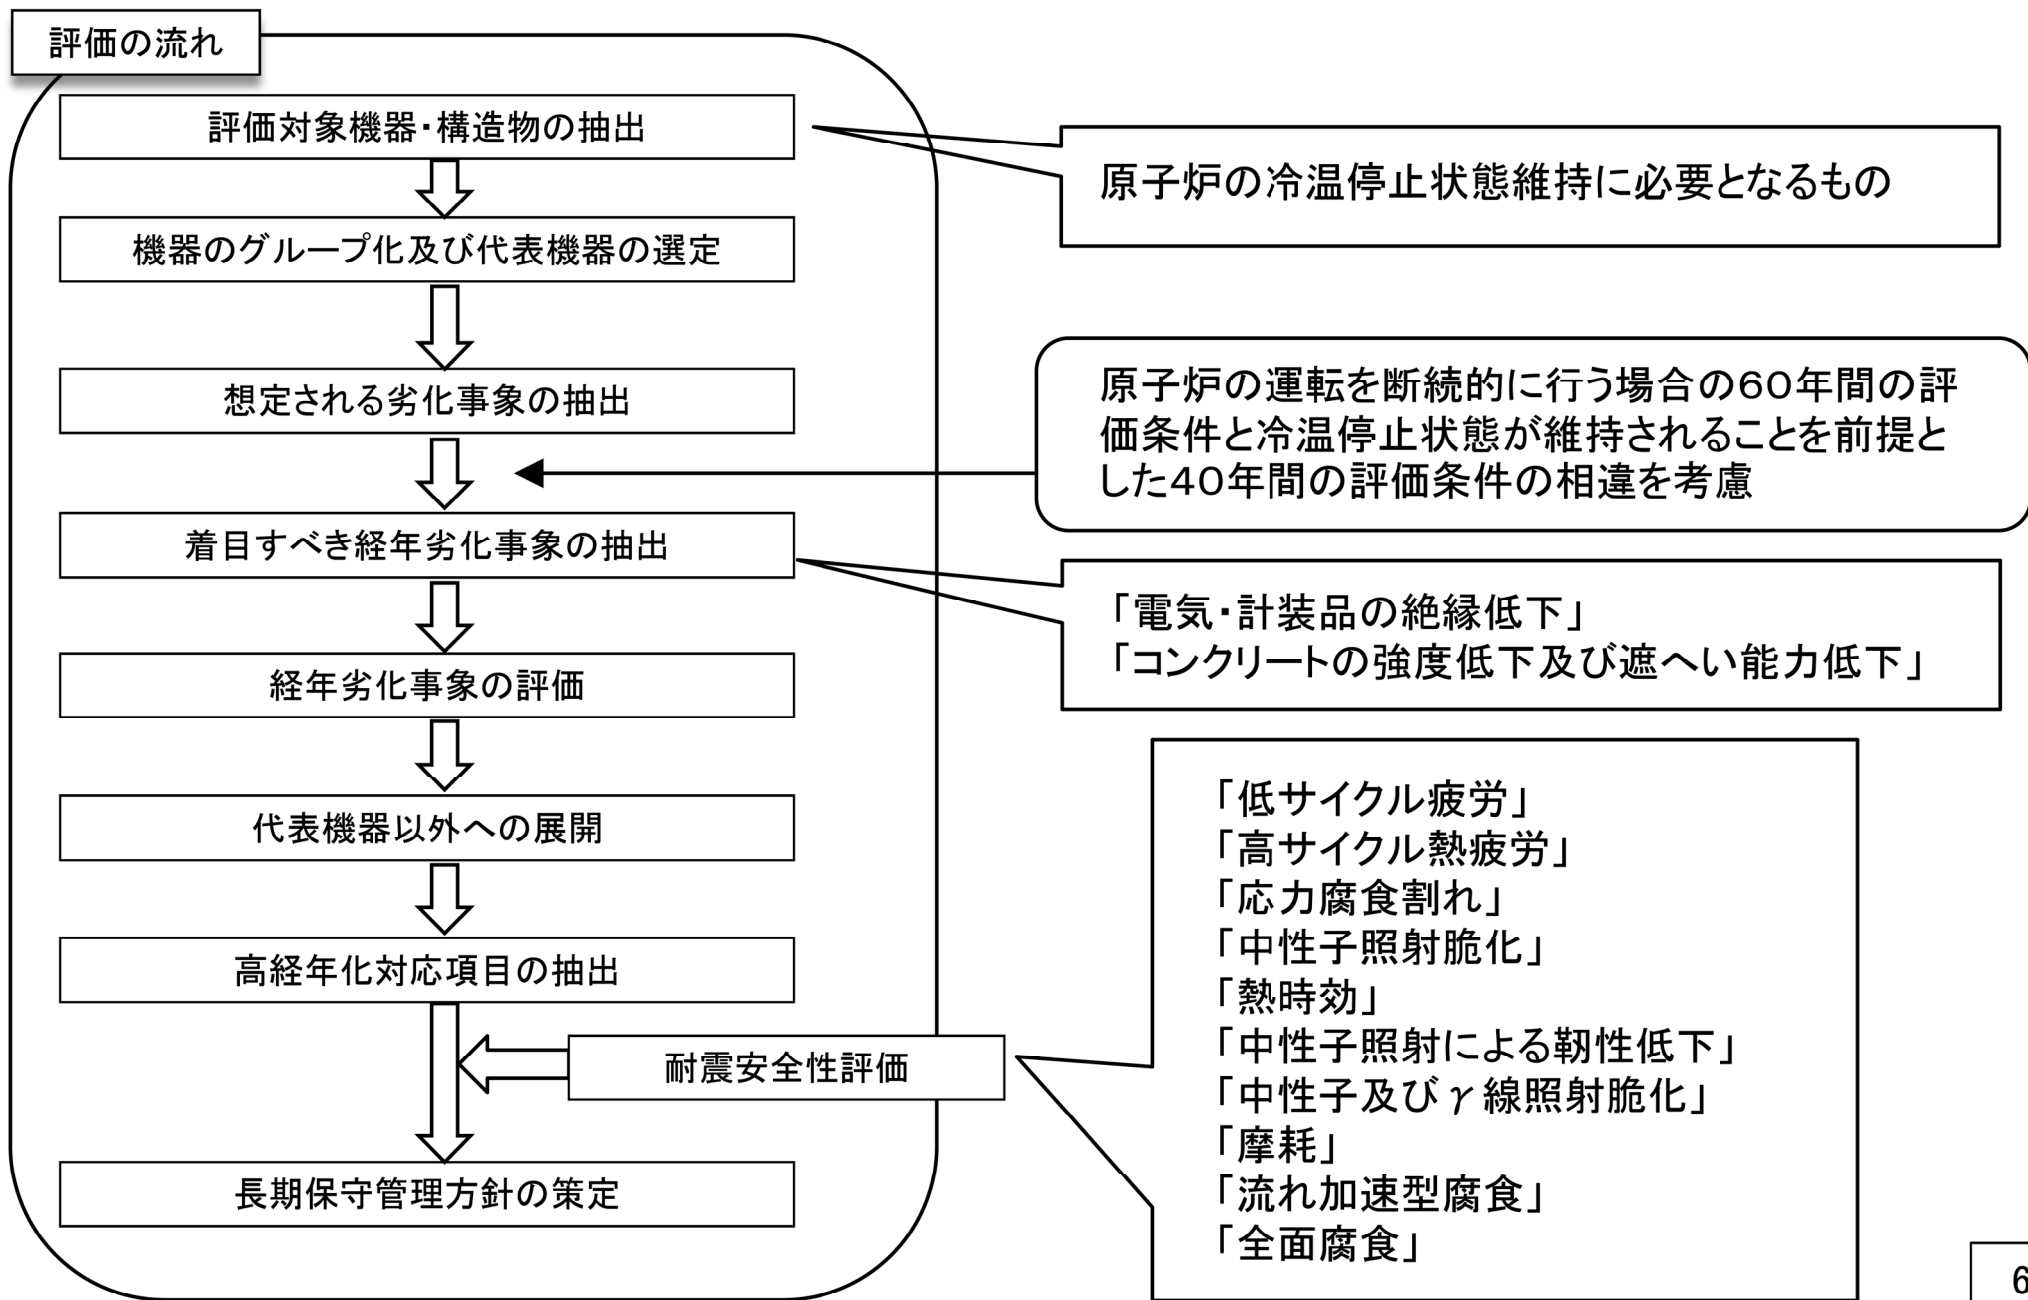 評価の流れ
評価対象機器・構造物の抽出
原子炉の冷温停止状態維持に必要となるもの
機器のグループ化及び代表機器の選定
想定される劣化事象の抽出
原子炉の運転を断続的に行う場合の60年間の評
価条件と冷温停止状態が維持されることを前提と
した40年間の評価条件の相違を考慮
着目すべき経年劣化事象の抽出
「電気・計装品の絶縁低下」
「コンクリートの強度低下及び遮へい能力低下」
経年劣化事象の評価
代表機器以外への展開
高経年化対応項目の抽出
耐震安全性評価
「低サイクル疲労」
「高サイクル熱疲労」
「応力腐食割れ」
「中性子照射脆化」
「熱時効」
「中性子照射による靭性低下」
「中性子及びγ線照射脆化」
「摩耗」
「流れ加速型腐食」
「全面腐食」
長期保守管理方針の策定
6